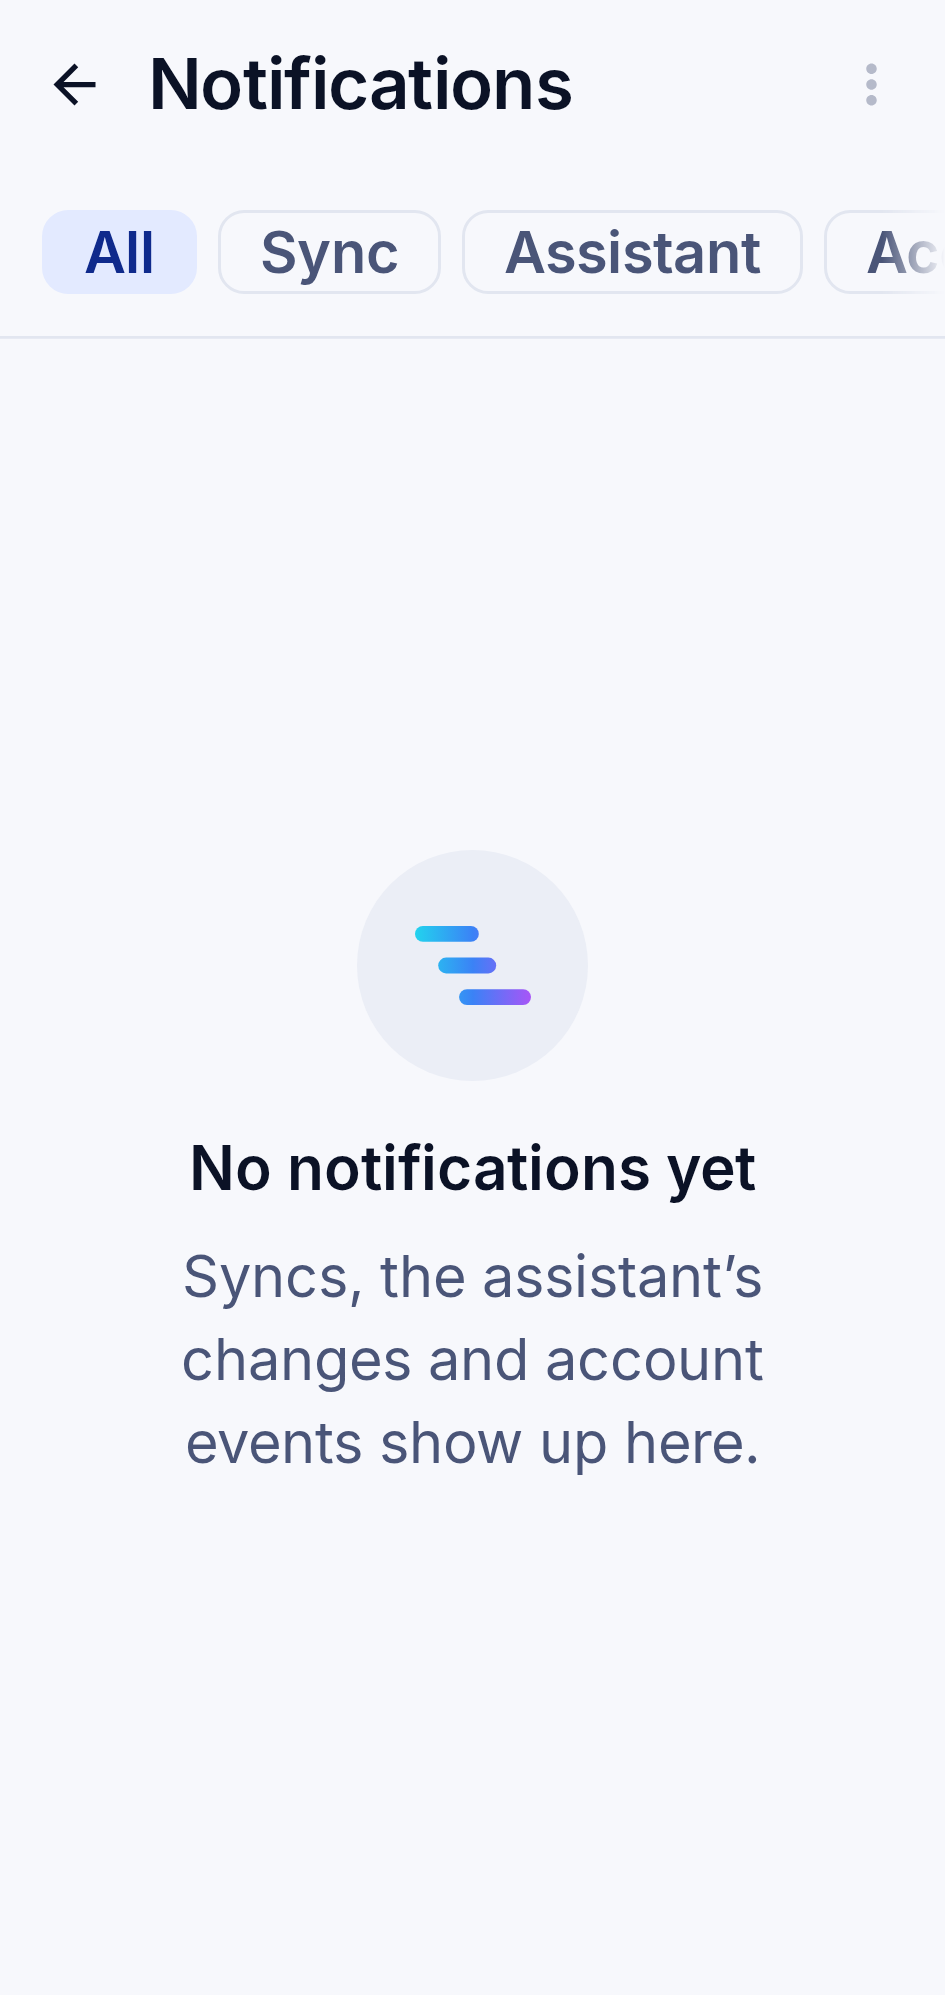 Notifications
All Sync Assistant
No notifications yet
Syncs, the assistant’s
changes and account
events show up here.